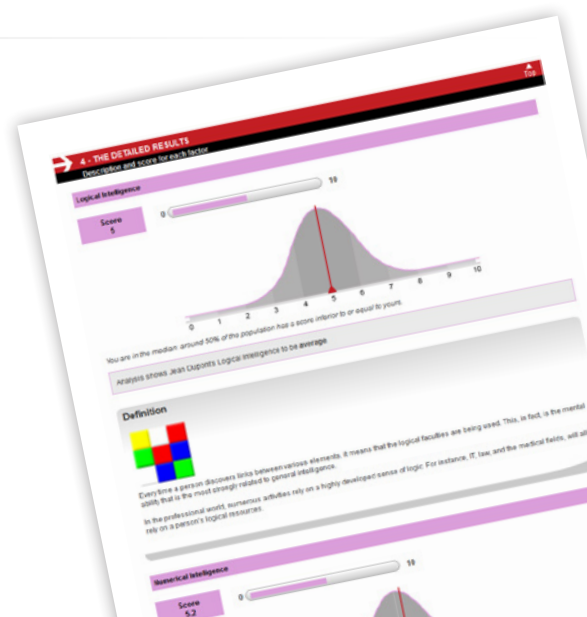 Top
4 - THE DETAILED RESULTS
Description and score for each factor
Logical Intelligence
Score
5
0 10
0 1 2 3 4 5 6 7 8 9 10
You are in the median: around 50% of the population has a score inferior to or equal to yours.
Analysis shows Jean Dupont's Logical Intelligence to be average
Definition
Every time a person discovers links between various elements. It means that the logical faculties are being used. This, in fact, is the mental
ability that is the most strongly related to general intelligence.
In the professional world, numerous activities rely on a highly developed sense of logic. For instance, IT, law, and the medical fields, will all
rely on a person's logical resources.
Numerical Intelligence
Score
5.2
0 10